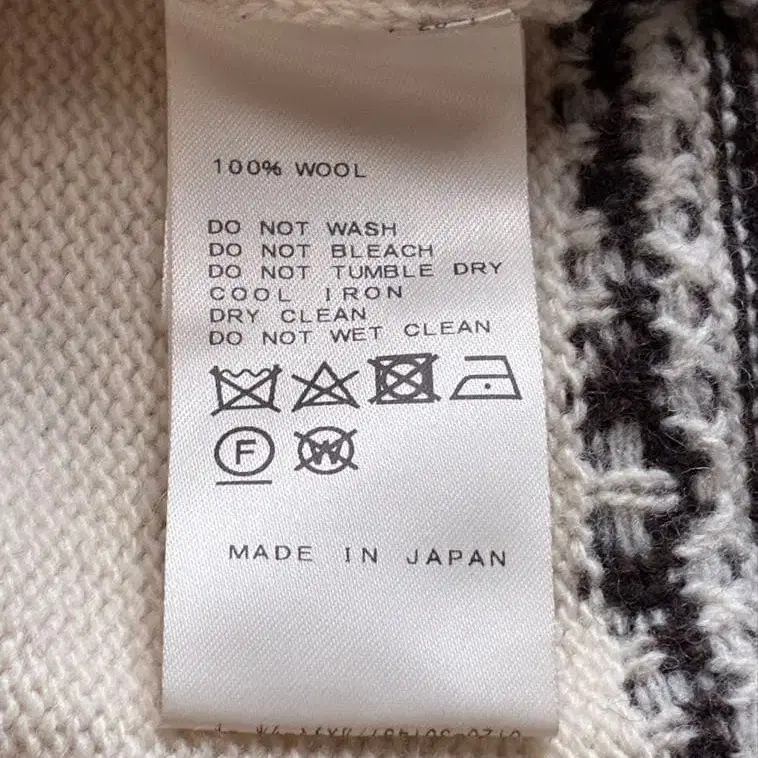 100% WOOL
DO NOT WASH
DO NOT BLEACH
DO NOT TUMBLE DRY
COOL IRON
DRY CLEAN
DO NOT WET CLEAN
F W
MADE IN JAPAN